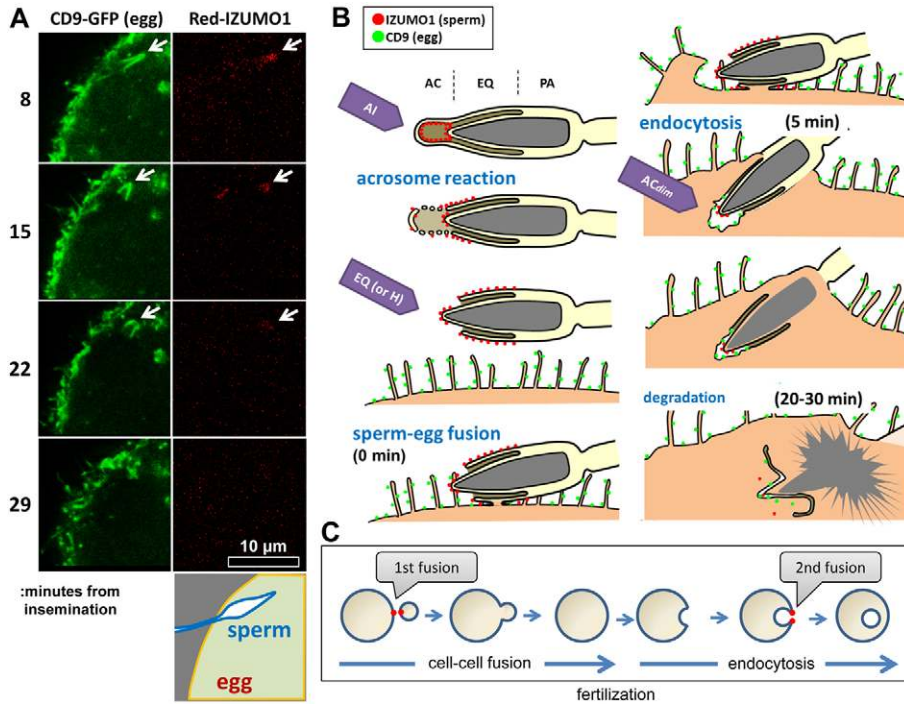 A
CD9-GFP (egg)
Red-IZUMO1
8
15
22
29
10 µm
:minutes from
insemination
sperm
egg
B
IZUMO1 (sperm)
CD9 (egg)
AC
EQ
PA
AI
acrosome reaction
EQ (or H)
sperm-egg fusion
(0 min)
endocytosis
(5 min)
ACdim
degradation
(20-30 min)
C
1st fusion
2nd fusion
cell-cell fusion
endocytosis
fertilization